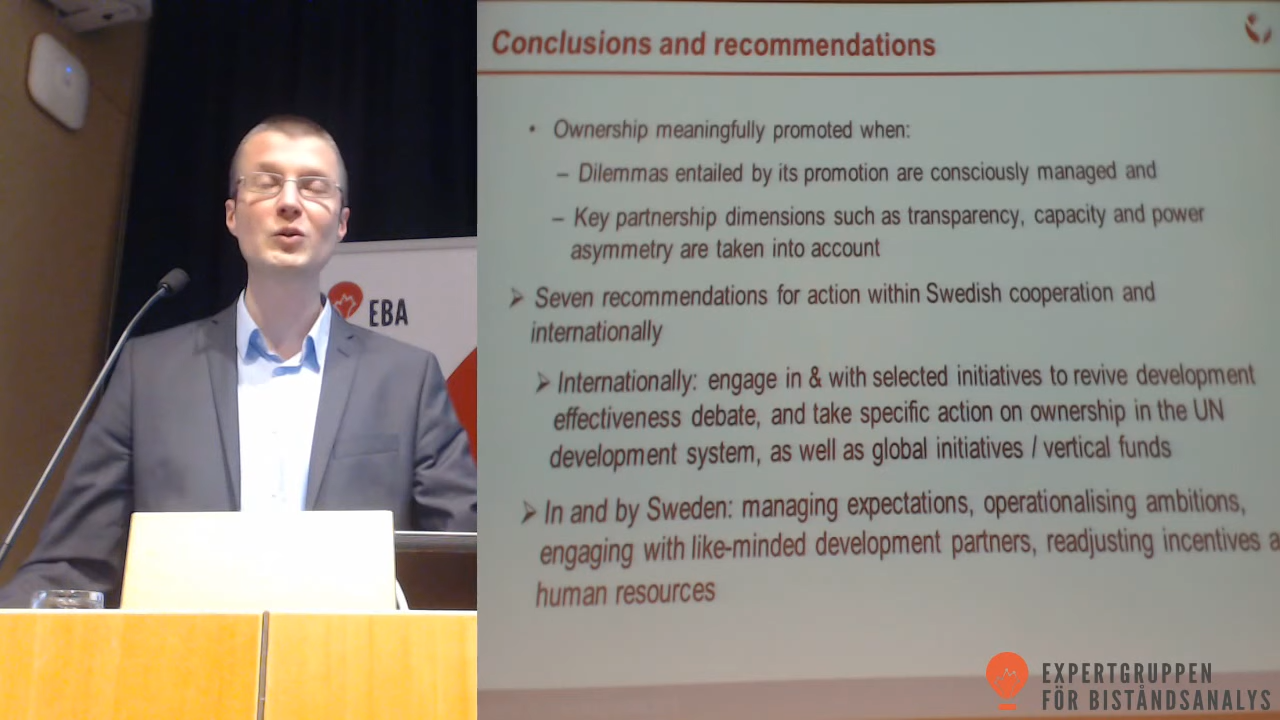 Conclusions and recommendations
• Ownership meaningfully promoted when:
– Dilemmas entailed by its promotion are consciously managed and
– Key partnership dimensions such as transparency, capacity and power
asymmetry are taken into account
➢ Seven recommendations for action within Swedish cooperation and
internationally
➢ Internationally: engage in & with selected initiatives to revive development
effectiveness debate, and take specific action on ownership in the UN
development system, as well as global initiatives / vertical funds
➢ In and by Sweden: managing expectations, operationalising ambitions,
engaging with like-minded development partners, readjusting incentives a
human resources
EBA
EXPERTGRUPPEN
FÖR BISTÅNDSANALYS